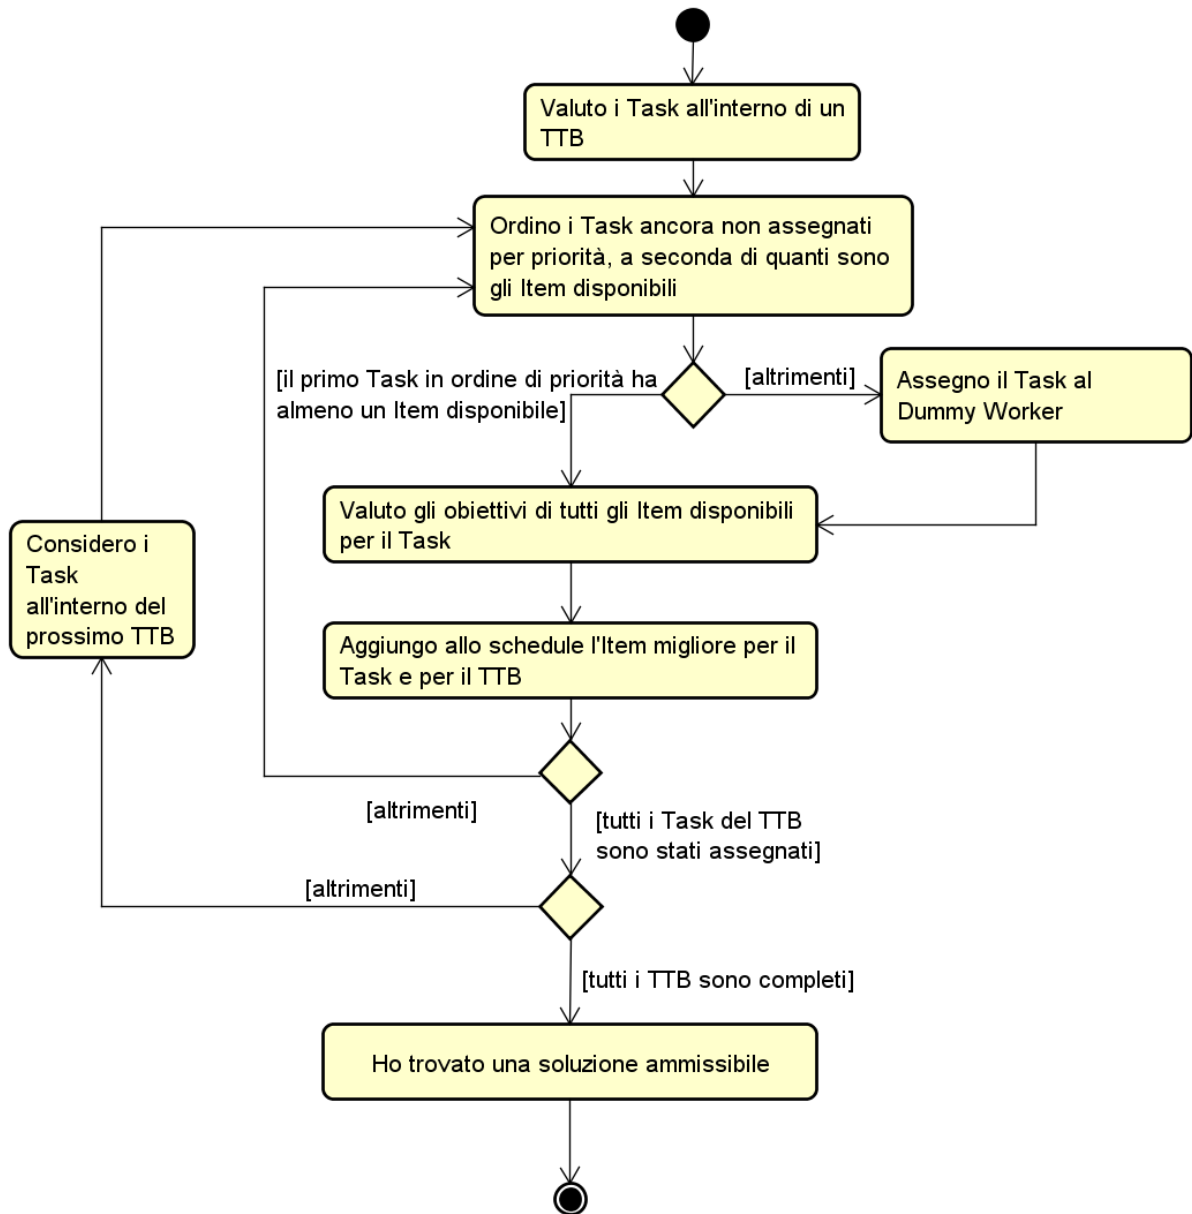 Valuto i Task all'interno di un
TTB
Ordino i Task ancora non assegnati
per priorità, a seconda di quanti sono
gli Item disponibili
[il primo Task in ordine di priorità ha
almeno un Item disponibile]
[altrimenti]
Assegno il Task al
Dummy Worker
Valuto gli obiettivi di tutti gli Item disponibili
per il Task
Considero i
Task
all'interno del
prossimo TTB
Aggiungo allo schedule l'Item migliore per il
Task e per il TTB
[altrimenti]
[tutti i Task del TTB
sono stati assegnati]
[altrimenti]
[tutti i TTB sono completi]
Ho trovato una soluzione ammissibile